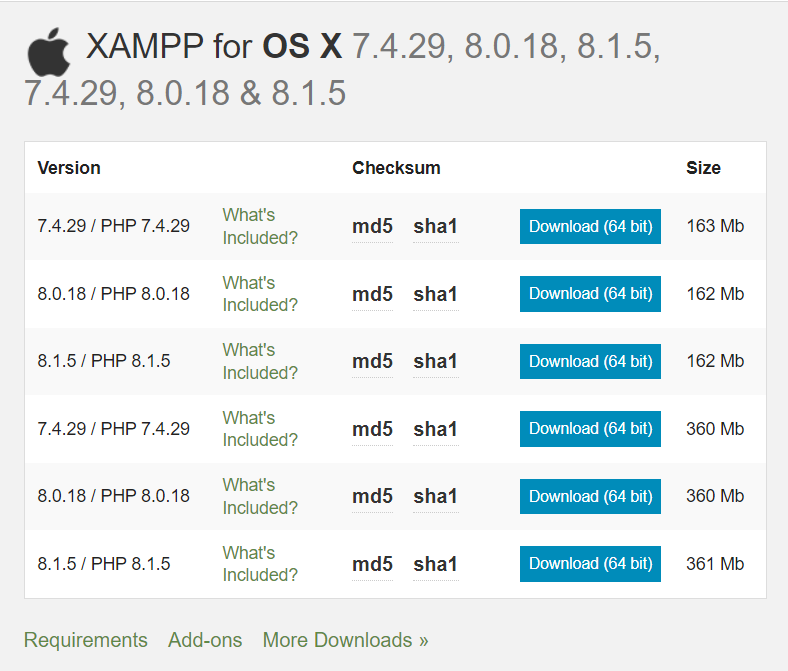 XAMPP for OS X 7.4.29, 8.0.18, 8.1.5,
7.4.29, 8.0.18 & 8.1.5
Version Checksum Size
7.4.29 / PHP 7.4.29 What's Included? md5 sha1 Download (64 bit) 163 Mb
8.0.18 / PHP 8.0.18 What's Included? md5 sha1 Download (64 bit) 162 Mb
8.1.5 / PHP 8.1.5 What's Included? md5 sha1 Download (64 bit) 162 Mb
7.4.29 / PHP 7.4.29 What's Included? md5 sha1 Download (64 bit) 360 Mb
8.0.18 / PHP 8.0.18 What's Included? md5 sha1 Download (64 bit) 360 Mb
8.1.5 / PHP 8.1.5 What's Included? md5 sha1 Download (64 bit) 361 Mb
Requirements Add-ons More Downloads »